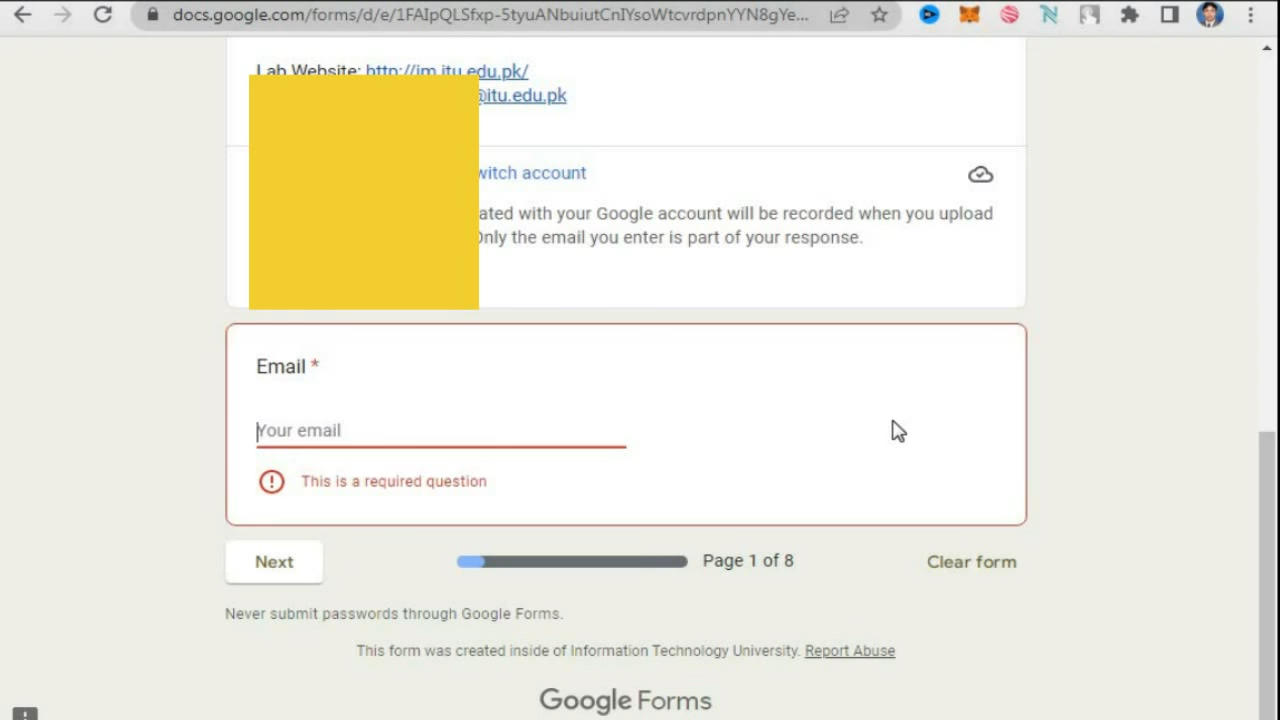 docs.google.com/forms/d/e/1FAIpQLSfxp-5tyuANbuiutCnIYsoWtcvrdpnYYN8gYe...
Lab Website: http://im.itu.edu.pk/
@itu.edu.pk
witch account
ated with your Google account will be recorded when you upload
Only the email you enter is part of your response.
Email *
Your email
This is a required question
Next
Page 1 of 8
Clear form
Never submit passwords through Google Forms.
This form was created inside of Information Technology University. Report Abuse
Google Forms